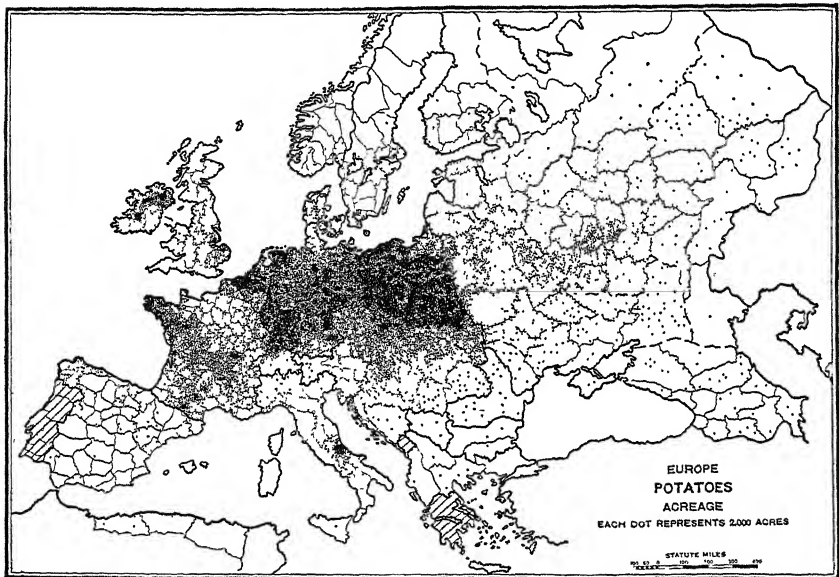 EUROPE
POTATOES
ACREAGE
EACH DOT REPRESENTS 2,000 ACRES
STATUTE MILES